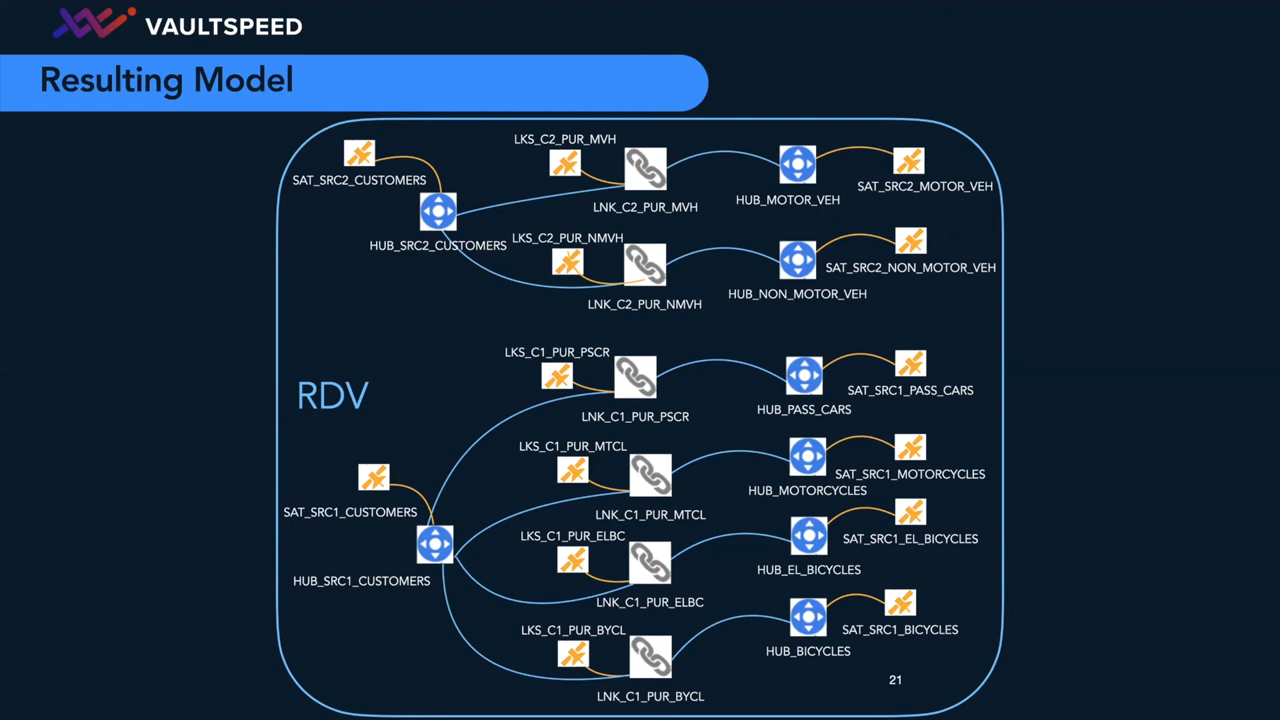 VAULTSPEED
Resulting Model
LKS_C2_PUR_MVH
SAT_SRC2_CUSTOMERS
SAT_SRC2_MOTOR_VEH
HUB_MOTOR_VEH
LNK_C2_PUR_MVH
LKS_C2_PUR_NMVH
HUB_SRC2_CUSTOMERS
SAT_SRC2_NON_MOTOR_VEH
HUB_NON_MOTOR_VEH
LNK_C2_PUR_NMVH
LKS_C1_PUR_PSCR
SAT_SRC1_PASS_CARS
RDV
HUB_PASS_CARS
LNK_C1_PUR_PSCR
LKS_C1_PUR_MTCL
SAT_SRC1_MOTORCYCLES
HUB_MOTORCYCLES
SAT_SRC1_CUSTOMERS
LNK_C1_PUR_MTCL
LKS_C1_PUR_ELBC
SAT_SRC1_EL_BICYCLES
HUB_EL_BICYCLES
HUB_SRC1_CUSTOMERS
LNK_C1_PUR_ELBC
LKS_C1_PUR_BYCL
SAT_SRC1_BICYCLES
HUB_BICYCLES
21
LNK_C1_PUR_BYCL